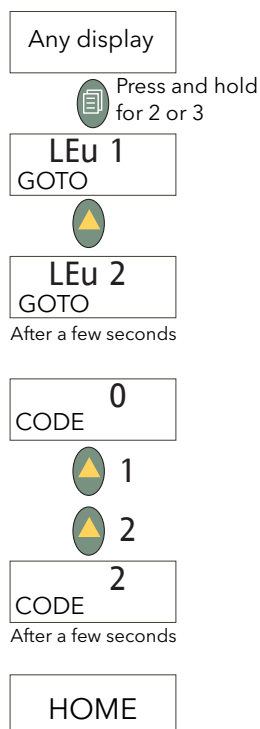 Any display
Press and hold
for 2 or 3
LEu 1
GOTO
LEu 2
GOTO
After a few seconds
0
CODE
1
2
2
CODE
After a few seconds
HOME